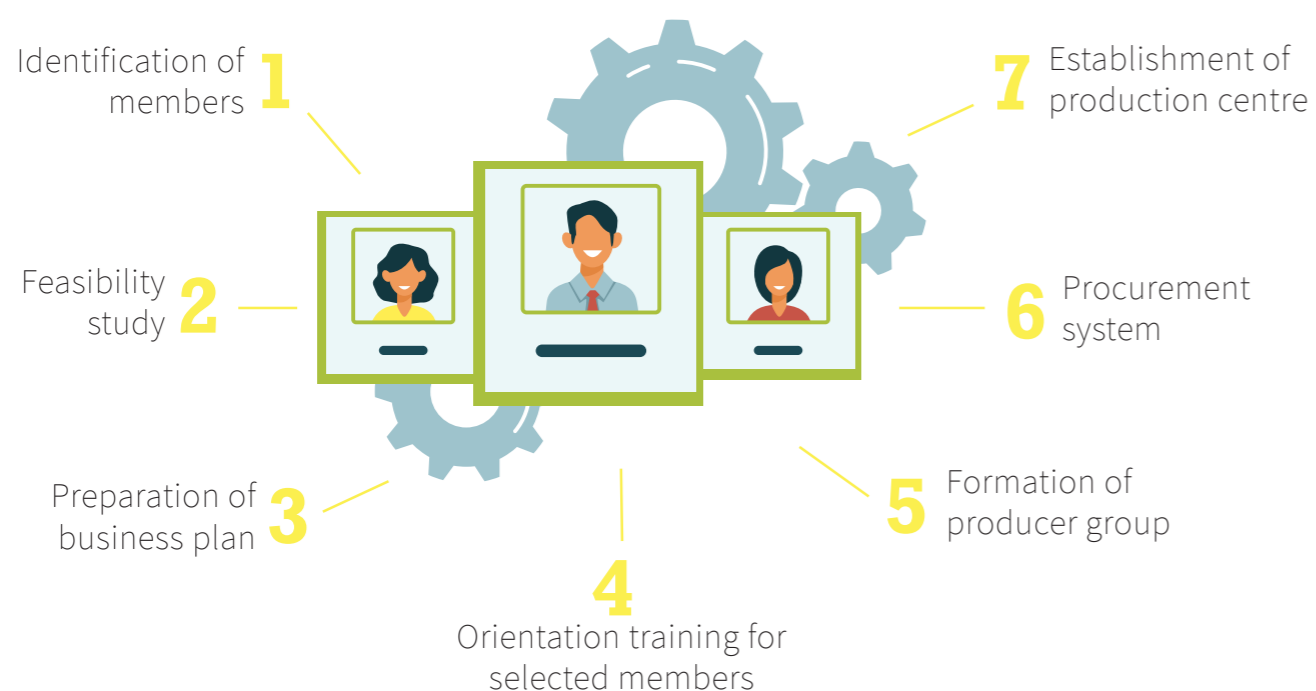 1
Identification of
members
2
Feasibility
study
3
Preparation of
business plan
4
Orientation training for
selected members
5
Formation of
producer group
6
Procurement
system
7
Establishment of
production centre